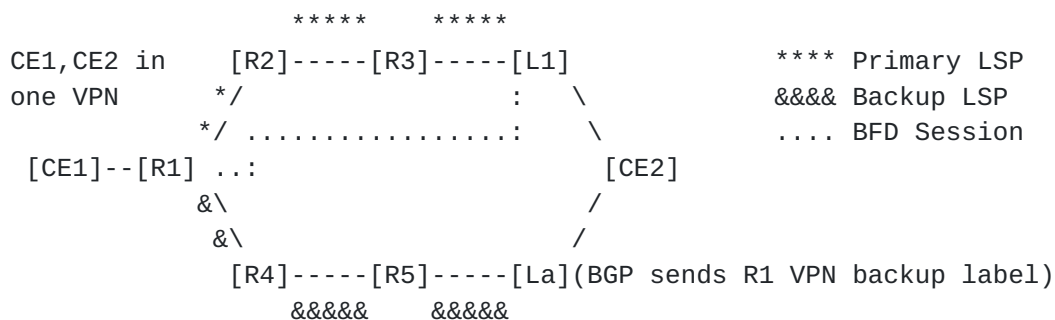 *****     *****
CE1,CE2 in     [R2]-----[R3]-----[L1]              **** Primary LSP
one VPN       */                  :   \            &&&& Backup LSP
             */ .................:     \           .... BFD Session
 [CE1]--[R1] ..:                       [CE2]
             &\                        /
              &\                      /
               [R4]-----[R5]-----[La](BGP sends R1 VPN backup label)
                   &&&&&    &&&&&